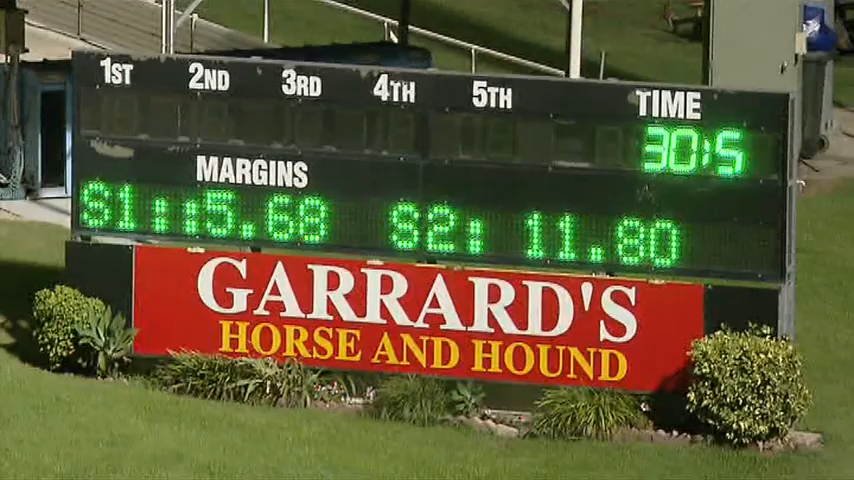 1ST 2ND 3RD 4TH 5TH TIME
30:5
MARGINS
S1: :5.68 S2: 11.80
GARRARD'S
HORSE AND HOUND